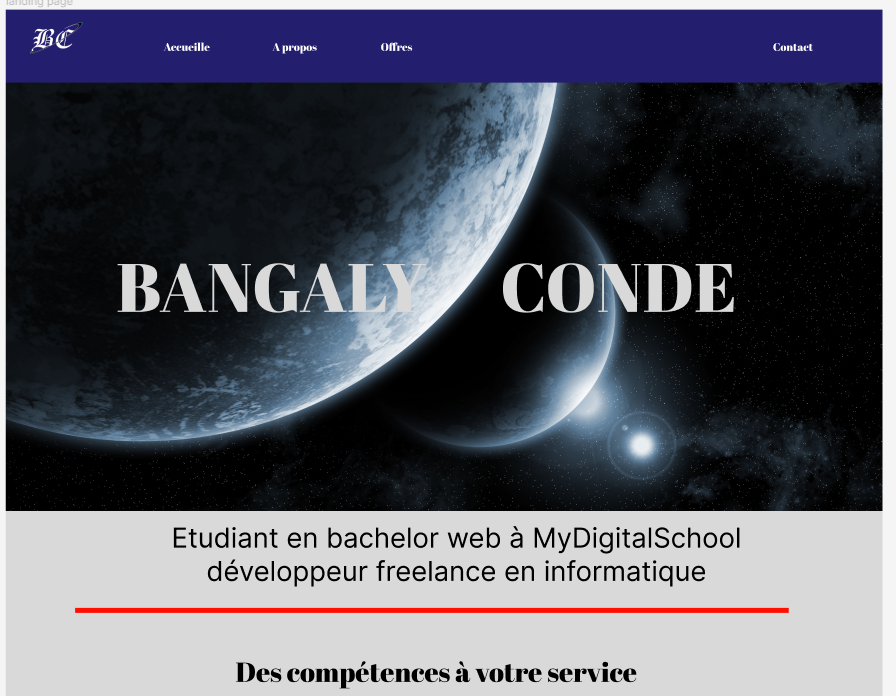 landing page
BC
Accueille
A propos
Offres
Contact
BANGALY CONDE
Etudiant en bachelor web à MyDigitalSchool
développeur freelance en informatique
Des compétences à votre service